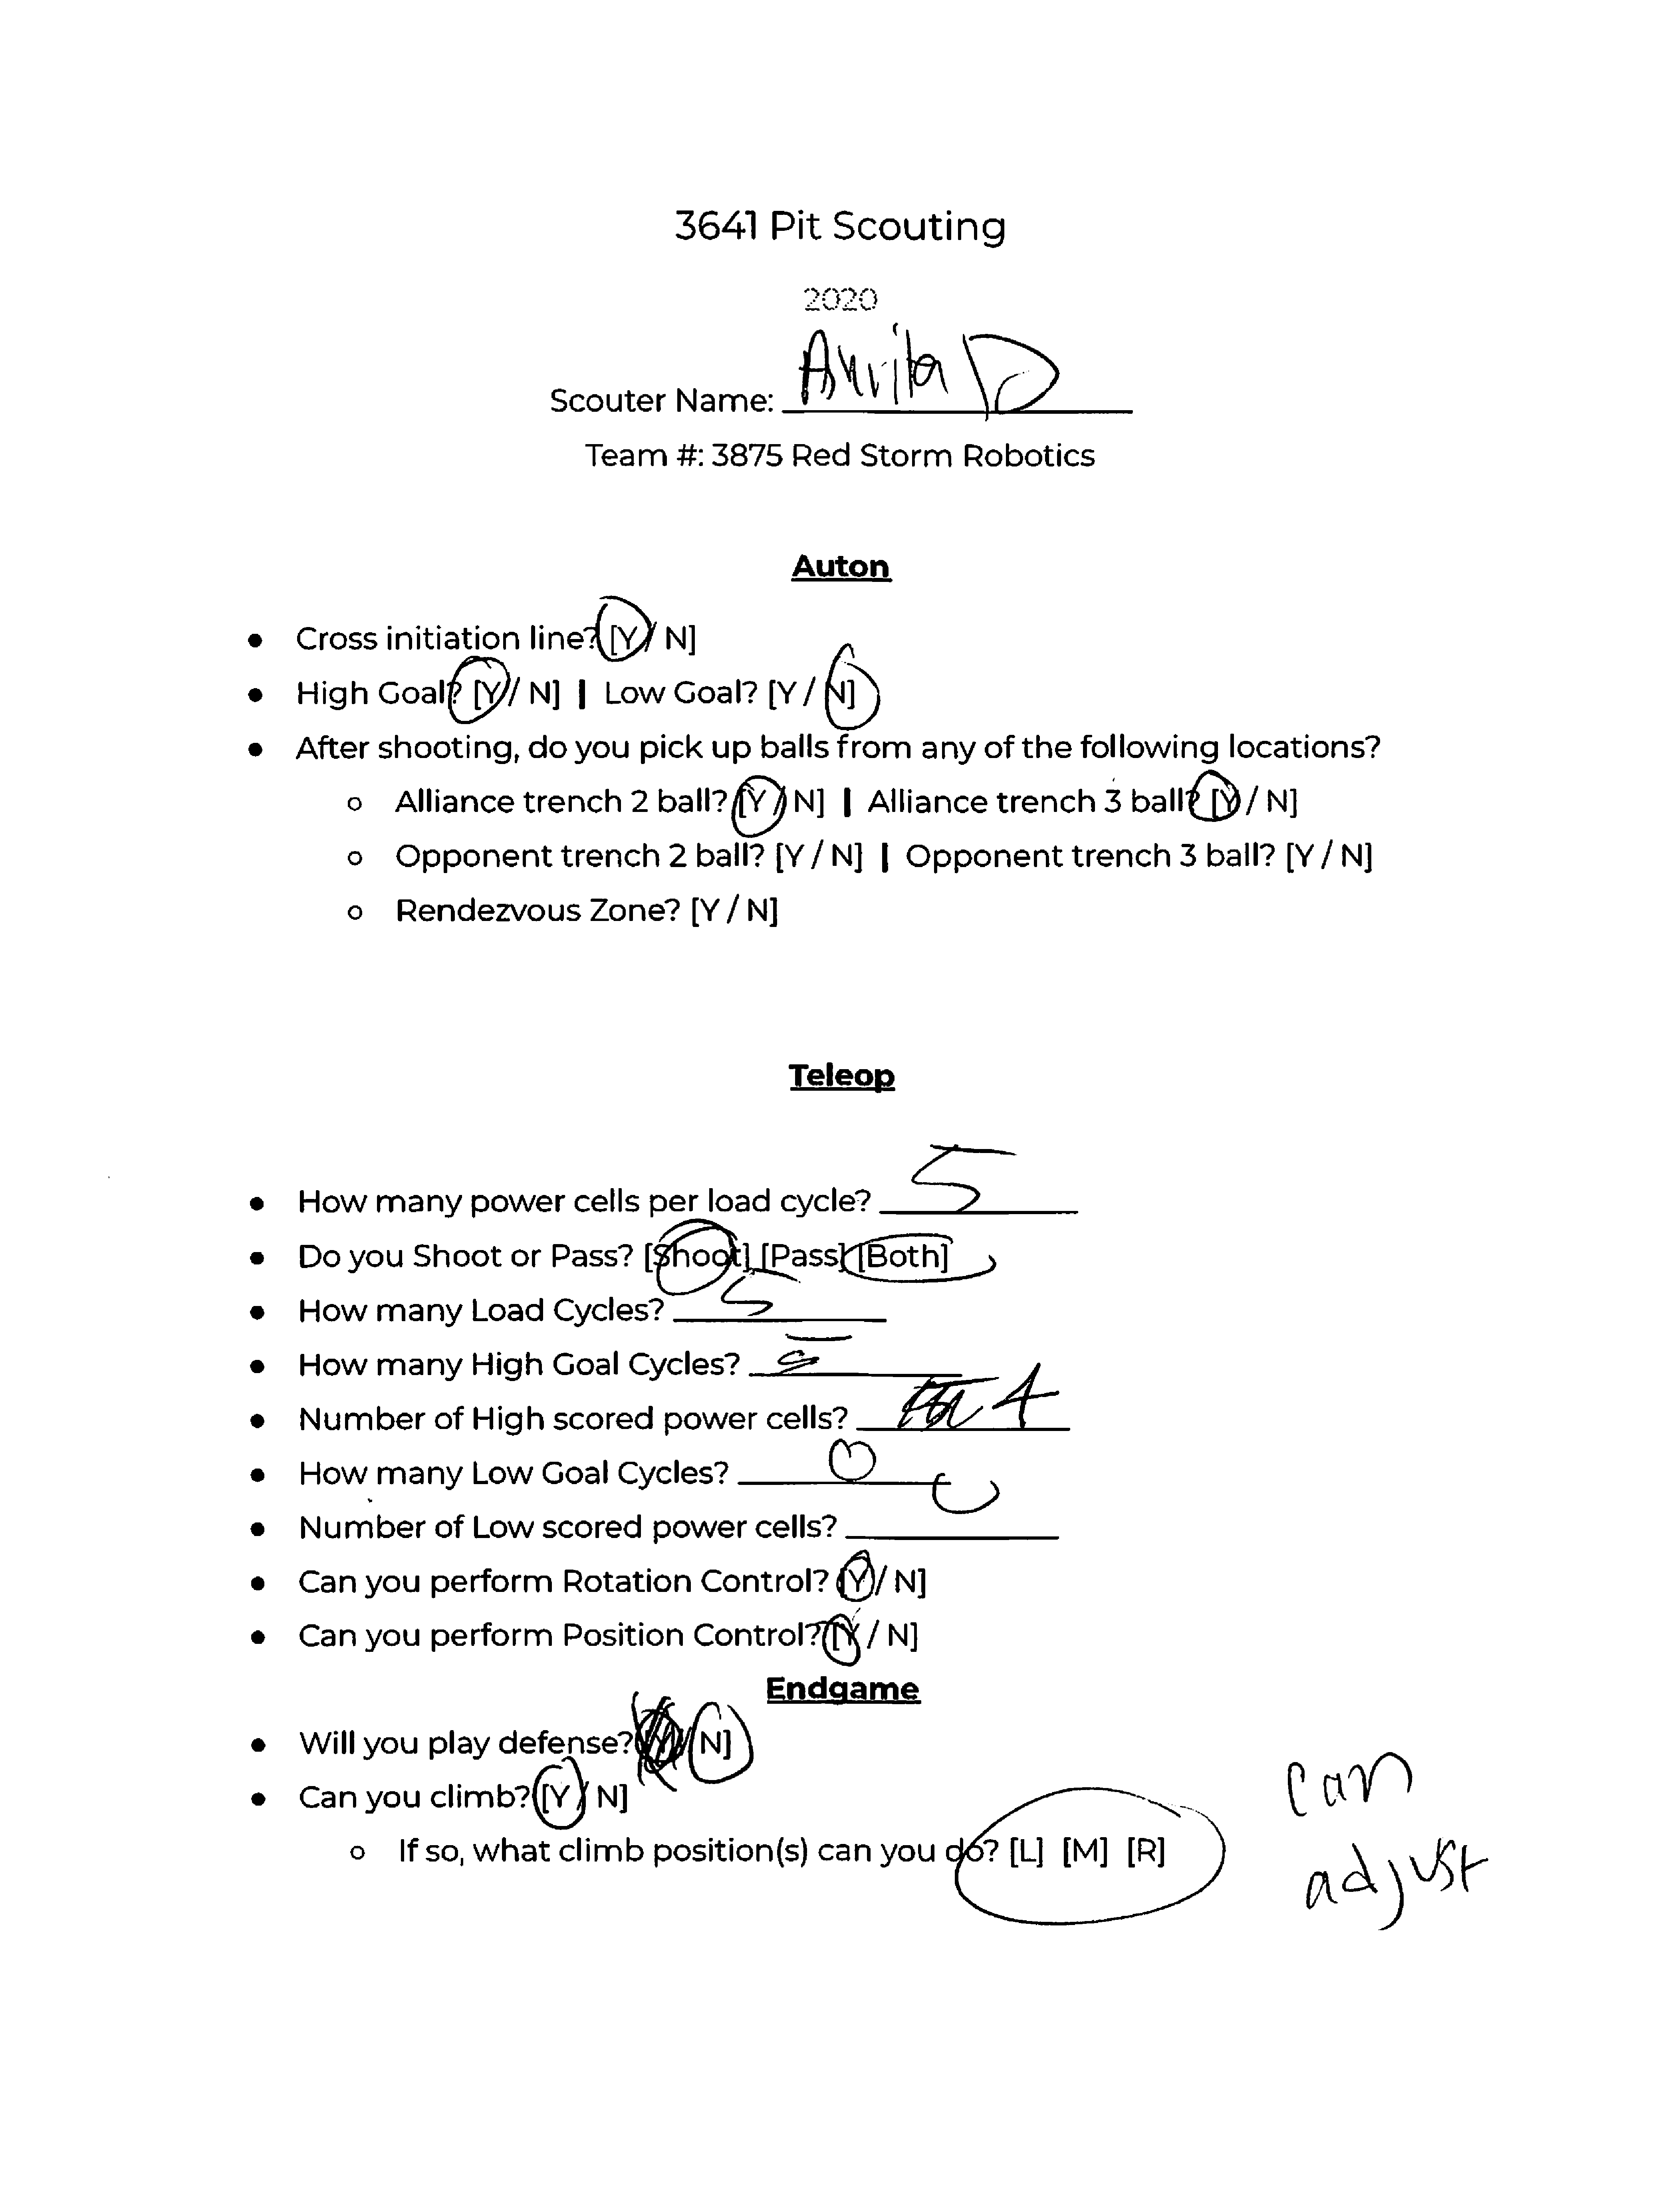 3641 Pit Scouting
2020
Scouter Name: D
Team #: 3875 Red Storm Robotics
Auton
● Cross initiation line? [Y / N]
● High Goal? [Y / N] | Low Goal? [Y / N]
● After shooting, do you pick up balls from any of the following locations?
○ Alliance trench 2 ball? [Y / N] | Alliance trench 3 ball? [Y / N]
○ Opponent trench 2 ball? [Y / N] | Opponent trench 3 ball? [Y / N]
○ Rendezvous Zone? [Y / N]
Teleop
● How many power cells per load cycle? 5
● Do you Shoot or Pass? [Shoot] [Pass] [Both]
● How many Load Cycles? 5
● How many High Goal Cycles? 5
● Number of High scored power cells? 4
● How many Low Goal Cycles? 0
● Number of Low scored power cells?
● Can you perform Rotation Control? [Y / N]
● Can you perform Position Control? [Y / N]
Endgame
● Will you play defense? [Y / N]
● Can you climb? [Y / N]
○ If so, what climb position(s) can you do? [L] [M] [R]
can
adjust